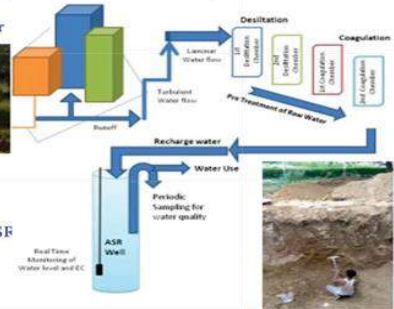 Desiltation
Laminar
Water flow
1st
Desiltation
Chamber
2nd
Desiltation
Chamber
Coagulation
1st Coagulation
Chamber
2nd Coagulation
Chamber
Turbulent
Water flow
Runoff
Pre Treatment of Raw Water
Recharge water
Water Use
Periodic
Sampling for
water quality
ASR
Well
Real Time
Monitoring of
Water level and EC